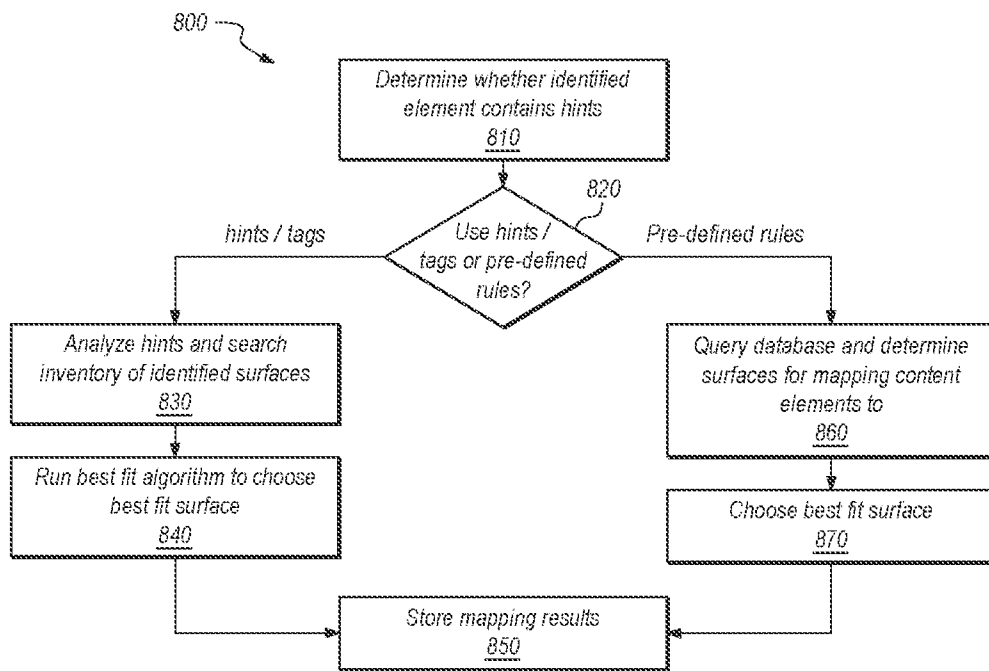 800
Determine whether identified
element contains hints
810
820
hints / tags
Use hints /
tags or pre-defined
rules?
Pre-defined rules
Analyze hints and search
inventory of identified surfaces
830
Query database and determine
surfaces for mapping content
elements to
860
Run best fit algorithm to choose
best fit surface
840
Choose best fit surface
870
Store mapping results
850